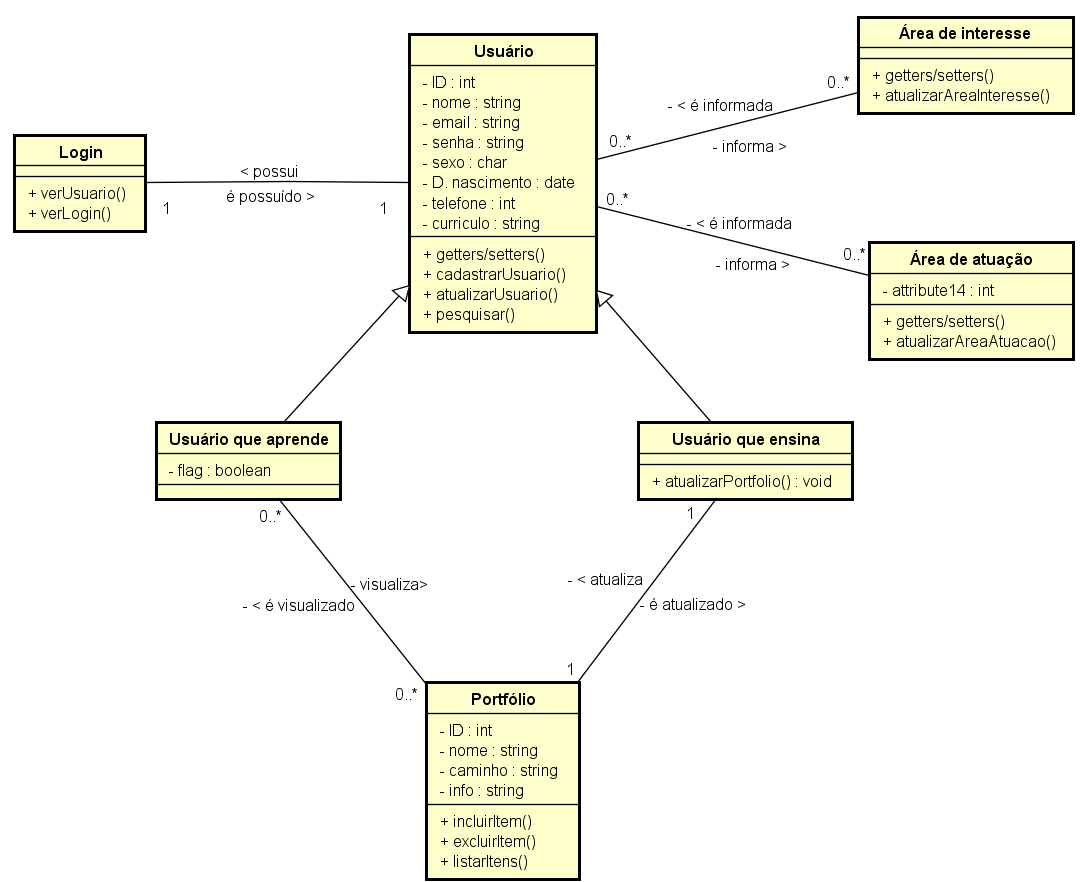 Usuário
- ID : int
- nome : string
- email : string
- senha : string
- sexo : char
- D. nascimento : date
- telefone : int
- curriculo : string
+ getters/setters()
+ cadastrarUsuario()
+ atualizarUsuario()
+ pesquisar()
Área de interesse
+ getters/setters()
+ atualizarAreaInteresse()
0..*
- < é informada
0..*
- informa >
Login
+ verUsuario()
+ verLogin()
< possui
é possuído >
1
1
0..*
- < é informada
- informa >
0..*
Área de atuação
- attribute14 : int
+ getters/setters()
+ atualizarAreaAtuacao()
Usuário que aprende
- flag : boolean
Usuário que ensina
+ atualizarPortfolio() : void
0..*
1
- visualiza>
- < é visualizado
- < atualiza
- é atualizado >
0..*
1
Portfólio
- ID : int
- nome : string
- caminho : string
- info : string
+ incluirItem()
+ excluirItem()
+ listarItens()